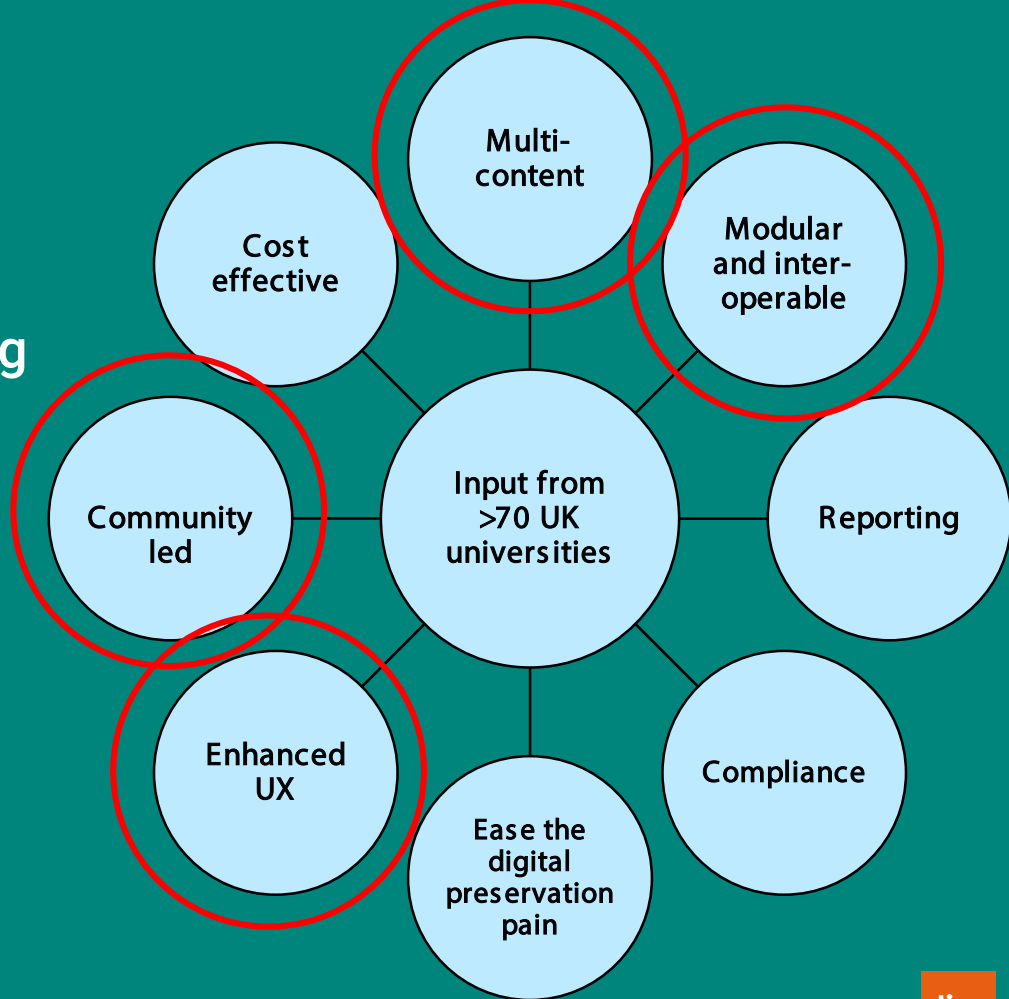 Multi-
content
Cost
effective
Modular
and inter-
operable
g
Community
led
Input from
>70 UK
universities
Reporting
Enhanced
UX
Compliance
Ease the
digital
preservation
pain